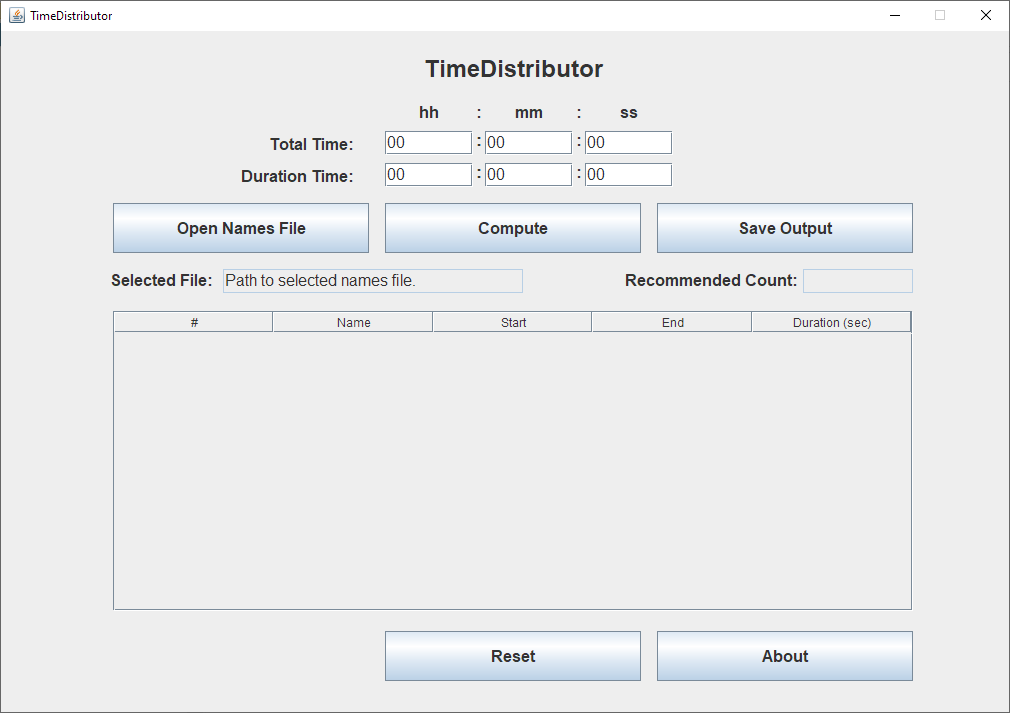 TimeDistributor
TimeDistributor
hh : mm : ss
Total Time: 00 : 00 : 00
Duration Time: 00 : 00 : 00
Open Names File Compute Save Output
Selected File: Path to selected names file. Recommended Count:
# Name Start End Duration (sec)
Reset About